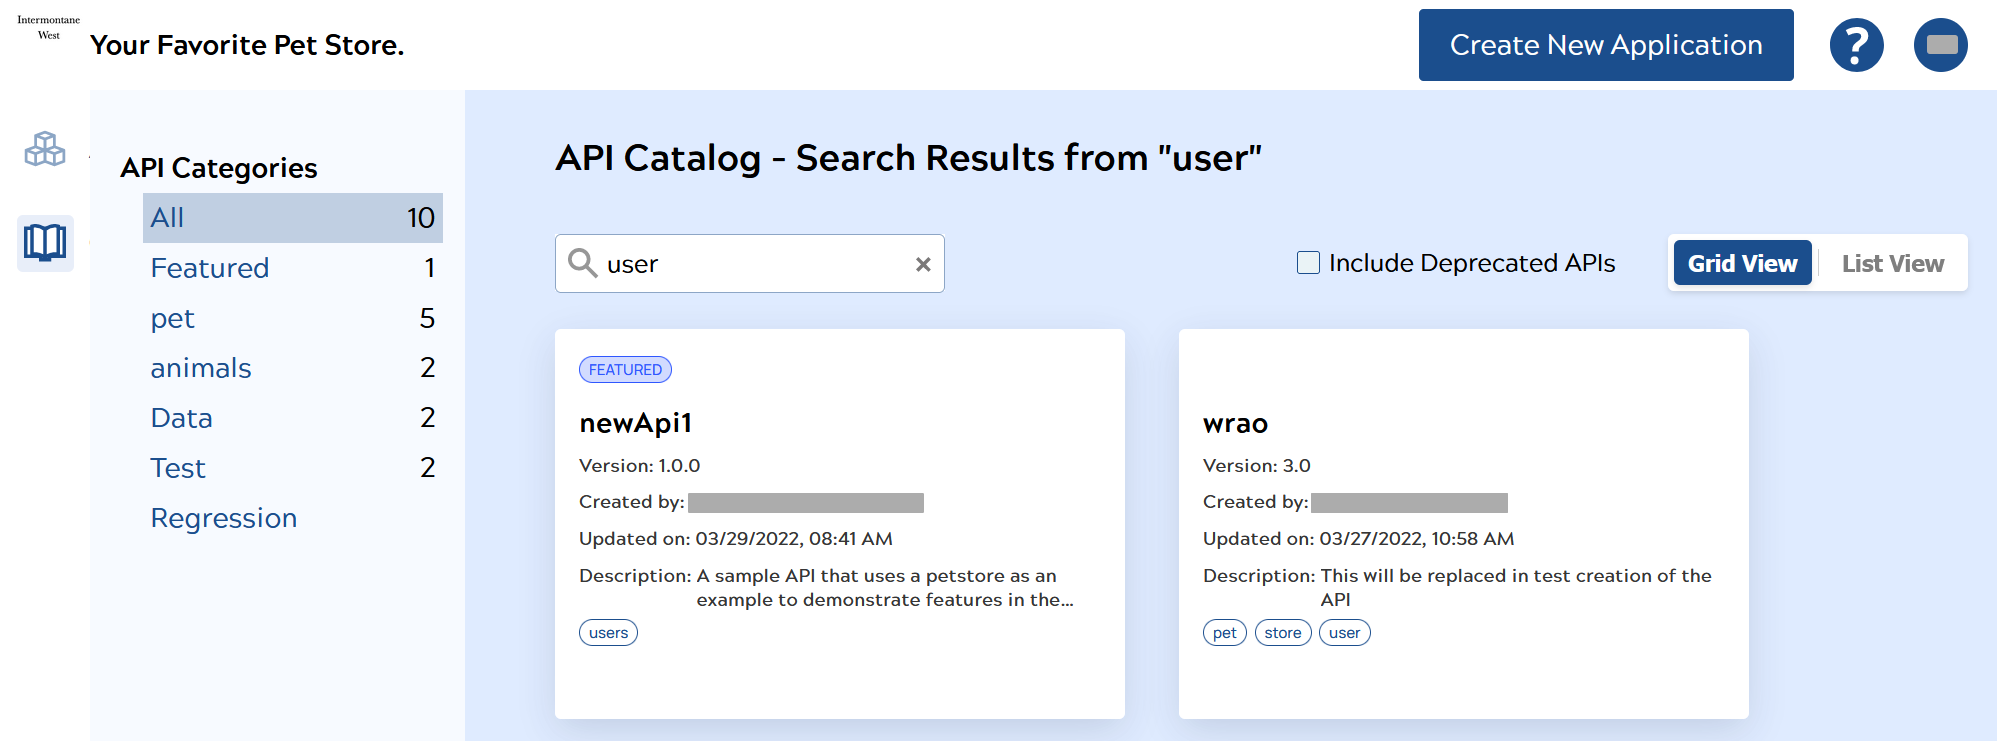 Intermontane
West
Your Favorite Pet Store.
Create New Application
?
API Categories
All 10
Featured 1
pet 5
animals 2
Data 2
Test 2
Regression
API Catalog - Search Results from "user"
user ×
Include Deprecated APIs
Grid View
List View
FEATURED
newApi1
Version: 1.0.0
Created by:
Updated on: 03/29/2022, 08:41 AM
Description: A sample API that uses a petstore as an
example to demonstrate features in the...
users
wrao
Version: 3.0
Created by:
Updated on: 03/27/2022, 10:58 AM
Description: This will be replaced in test creation of the
API
pet store user